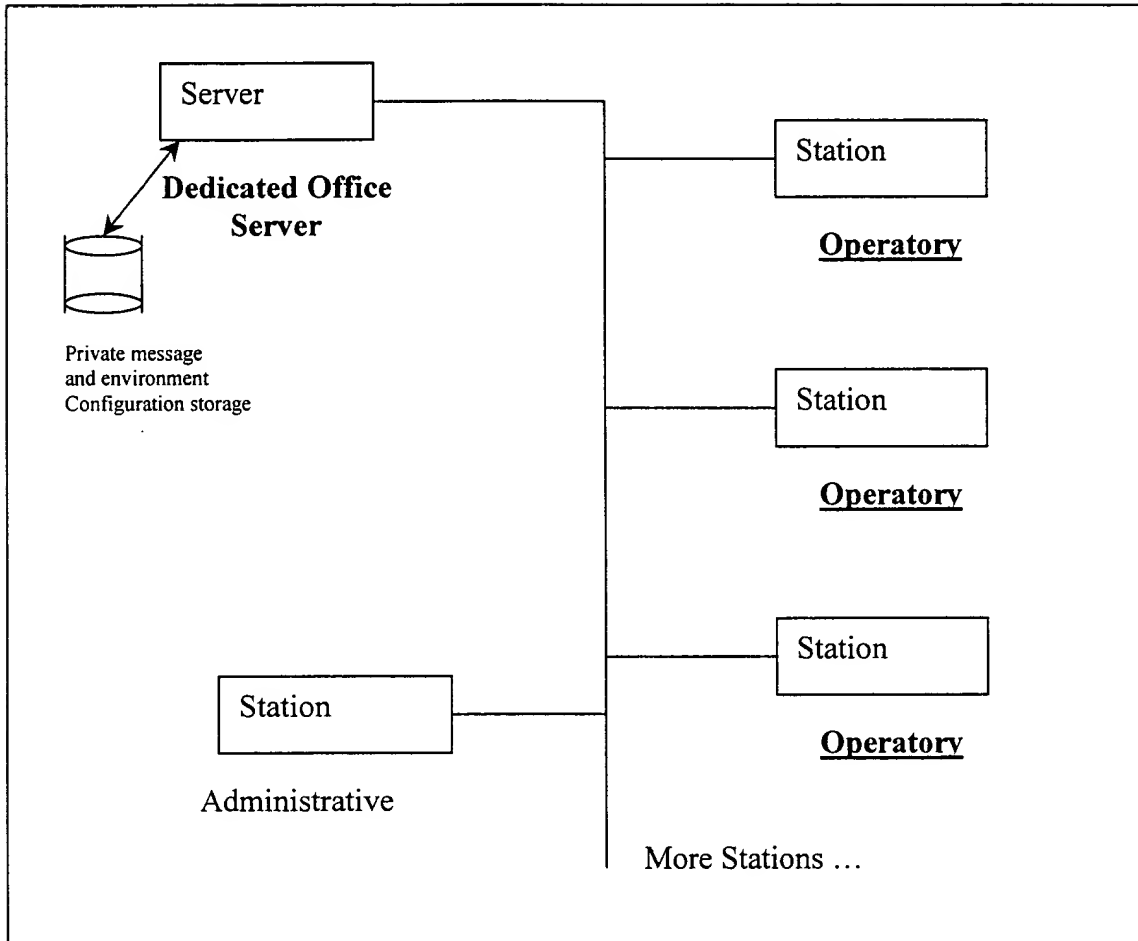 Server
Dedicated Office
Server
Private message
and environment
Configuration storage
Station
Operatory
Station
Operatory
Station
Operatory
Station
Administrative
More Stations ...